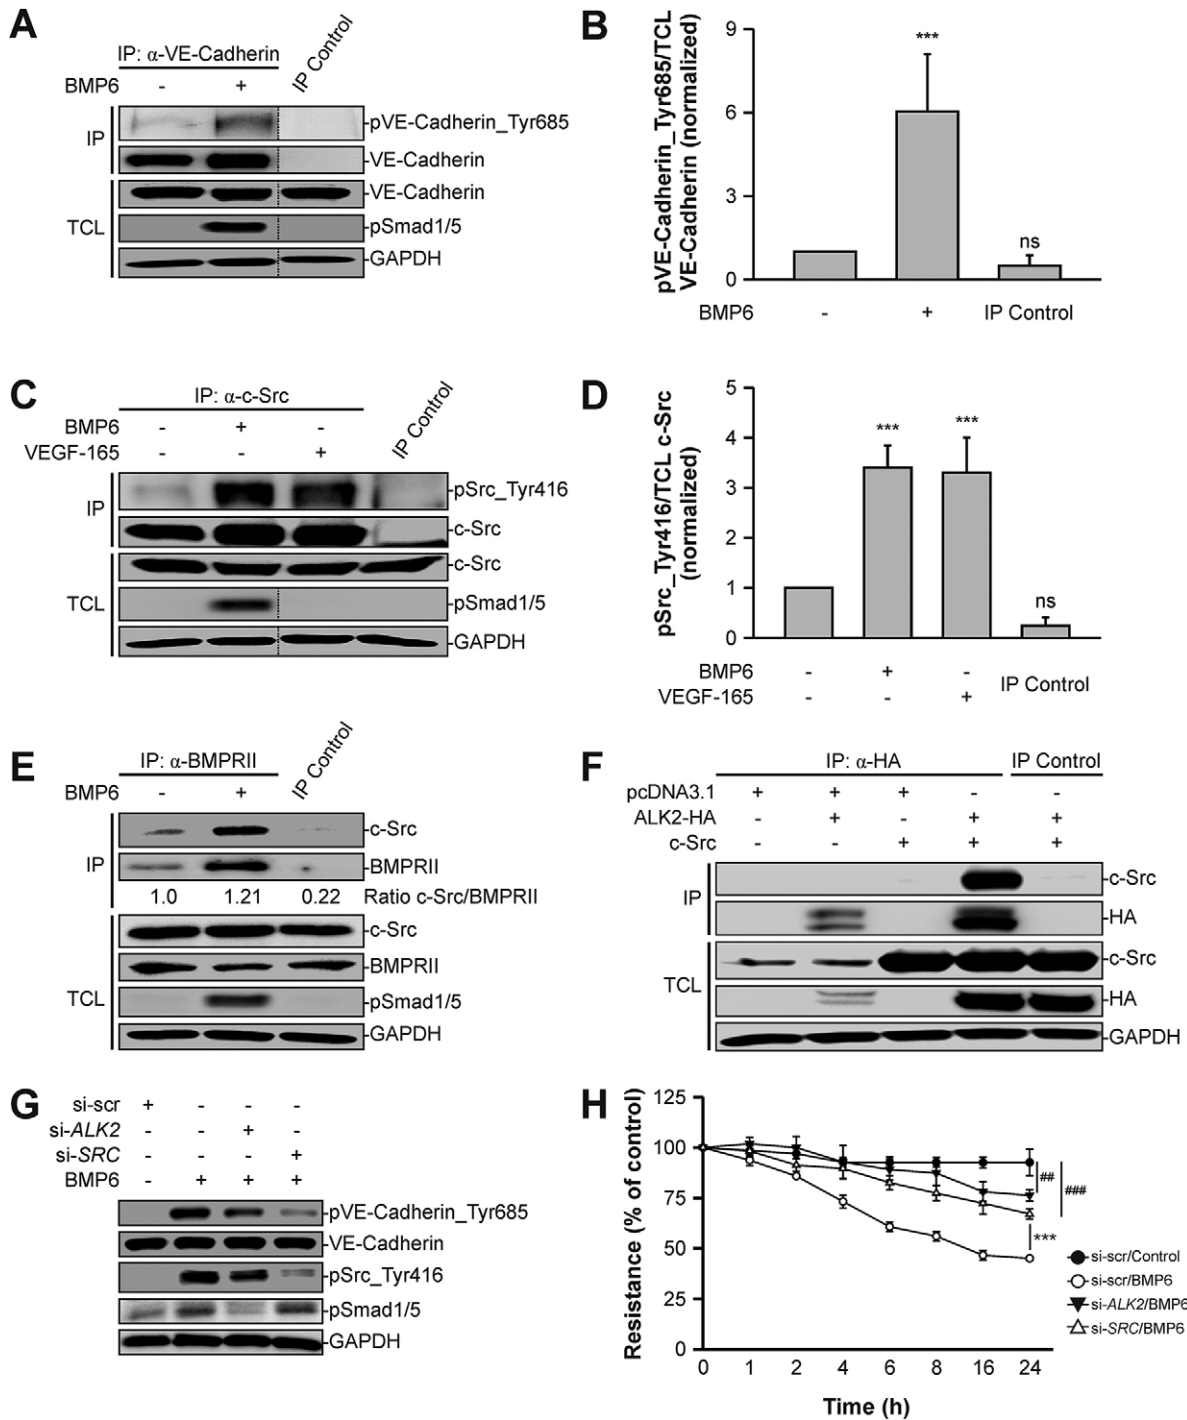 A
IP: α-VE-Cadherin
IP Control
BMP6 - +
IP
-pVE-Cadherin_Tyr685
-VE-Cadherin
TCL
-VE-Cadherin
-pSmad1/5
-GAPDH
B
pVE-Cadherin_Tyr685/TCL
VE-Cadherin (normalized)
9
6
3
0
***
ns
BMP6 - + IP Control
C
IP: α-c-Src
IP Control
BMP6 - + -
VEGF-165 - - +
IP
-pSrc_Tyr416
-c-Src
TCL
-c-Src
-pSmad1/5
-GAPDH
D
pSrc_Tyr416/TCL c-Src
(normalized)
5
4
3
2
1
0
***
***
ns
BMP6 - + -
VEGF-165 - - +
IP Control
E
IP: α-BMPRII
IP Control
BMP6 - +
IP
-c-Src
-BMPRII
1.0 1.21 0.22 Ratio c-Src/BMPRII
TCL
-c-Src
-BMPRII
-pSmad1/5
-GAPDH
F
IP: α-HA IP Control
pcDNA3.1 + + + - -
ALK2-HA - + - + +
c-Src - - + + +
IP
-c-Src
-HA
TCL
-c-Src
-HA
-GAPDH
G
si-scr + - - -
si-ALK2 - - + -
si-SRC - - - +
BMP6 - + + +
-pVE-Cadherin_Tyr685
-VE-Cadherin
-pSrc_Tyr416
-pSmad1/5
-GAPDH
H
Resistance (% of control)
125
100
75
50
25
0
0 1 2 4 6 8 16 24
Time (h)
##
###
***
si-scr/Control
si-scr/BMP6
si-ALK2/BMP6
si-SRC/BMP6